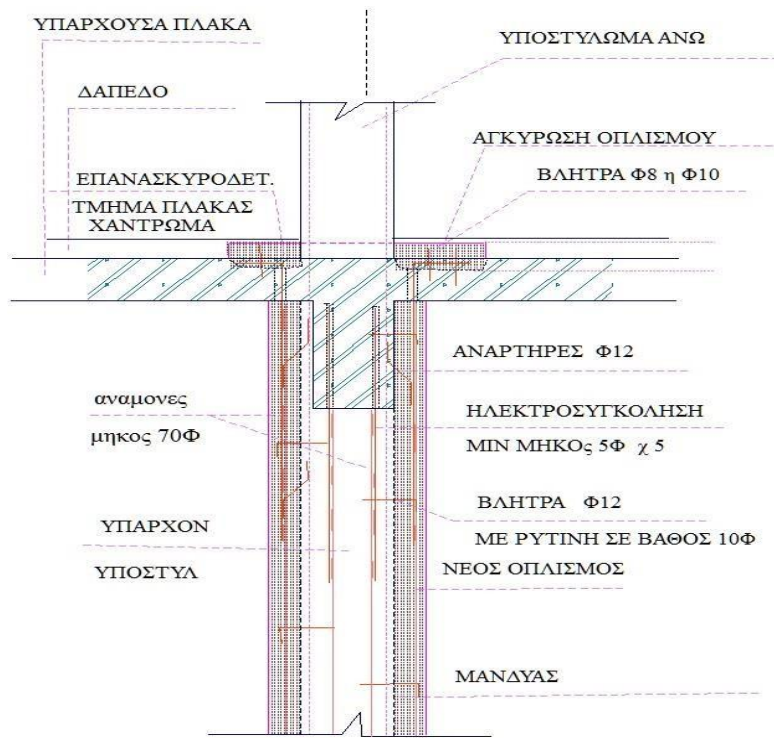 ΥΠΑΡΧΟΥΣΑ ΠΛΑΚΑ
ΥΠΟΣΤΥΛΩΜΑ ΑΝΩ
ΔΑΠΕΔΟ
ΑΓΚΥΡΩΣΗ ΟΠΛΙΣΜΟΥ
ΕΠΑΝΑΣΚΥΡΟΔΕΤ.
ΒΛΗΤΡΑ Φ8 η Φ10
ΤΜΗΜΑ ΠΛΑΚΑΣ
ΧΑΝΤΡΩΜΑ
ΑΝΑΡΤΗΡΕΣ Φ12
αναμονες
ΗΛΕΚΤΡΟΣΥΓΚΟΛΗΣΗ
μηκος 70Φ
ΜΙΝ ΜΗΚΟς 5Φ χ 5
ΒΛΗΤΡΑ Φ12
ΥΠΑΡΧΟΝ
ΜΕ ΡΥΤΙΝΗ ΣΕ ΒΑΘΟΣ 10Φ
ΥΠΟΣΤΥΛ
ΝΕΟΣ ΟΠΛΙΣΜΟΣ
ΜΑΝΔΥΑΣ